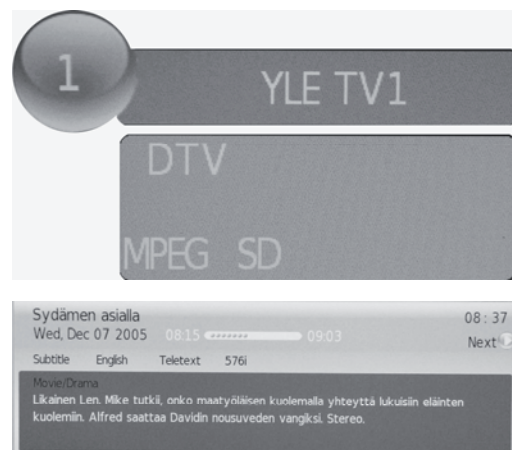 1
YLE TV1
DTV
MPEG SD
Sydämen asialla 08:37
Wed, Dec 07 2005 08:15 09:03 Next
Subtitle English Teletext 576i
Movie/Drama
Likainen Len. Mike tutkii, onko maatyöläisen kuolemalla yhteyttä lukuisiin eläinten
kuolemiin. Alfred saattaa Davidin nousuveden vangiksi. Stereo.